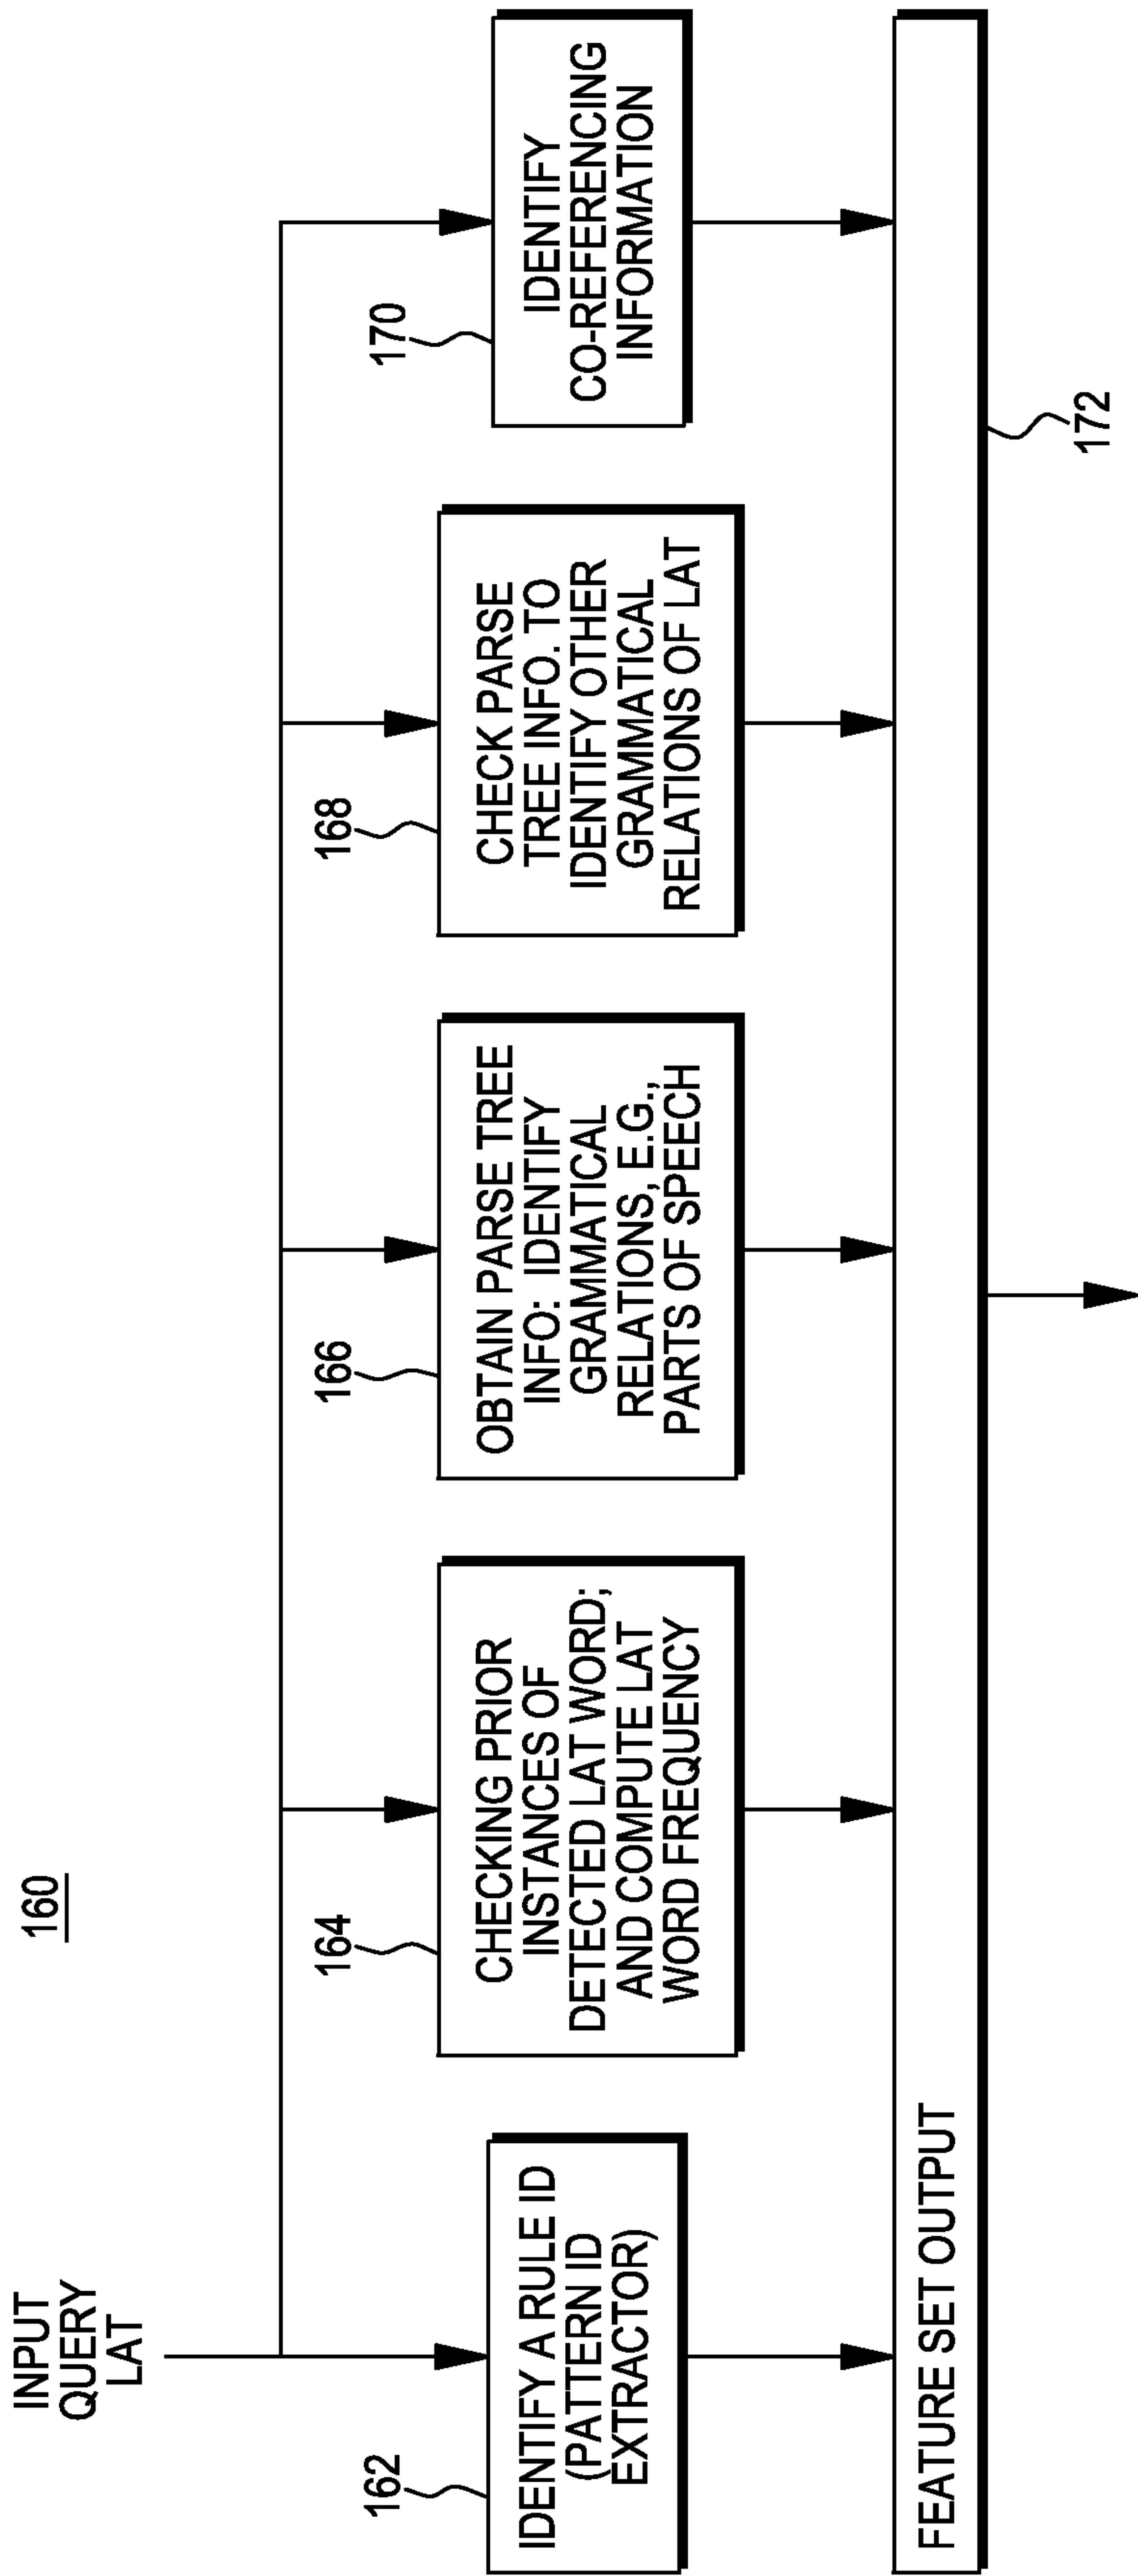 160
INPUT
QUERY
LAT
162
IDENTIFY A RULE ID
(PATTERN ID
EXTRACTOR)
164
CHECKING PRIOR
INSTANCES OF
DETECTED LAT WORD;
AND COMPUTE LAT
WORD FREQUENCY
166
OBTAIN PARSE TREE
INFO: IDENTIFY
GRAMMATICAL
RELATIONS, E.G.,
PARTS OF SPEECH
168
CHECK PARSE
TREE INFO. TO
IDENTIFY OTHER
GRAMMATICAL
RELATIONS OF LAT
170
IDENTIFY
CO-REFERENCING
INFORMATION
FEATURE SET OUTPUT
172